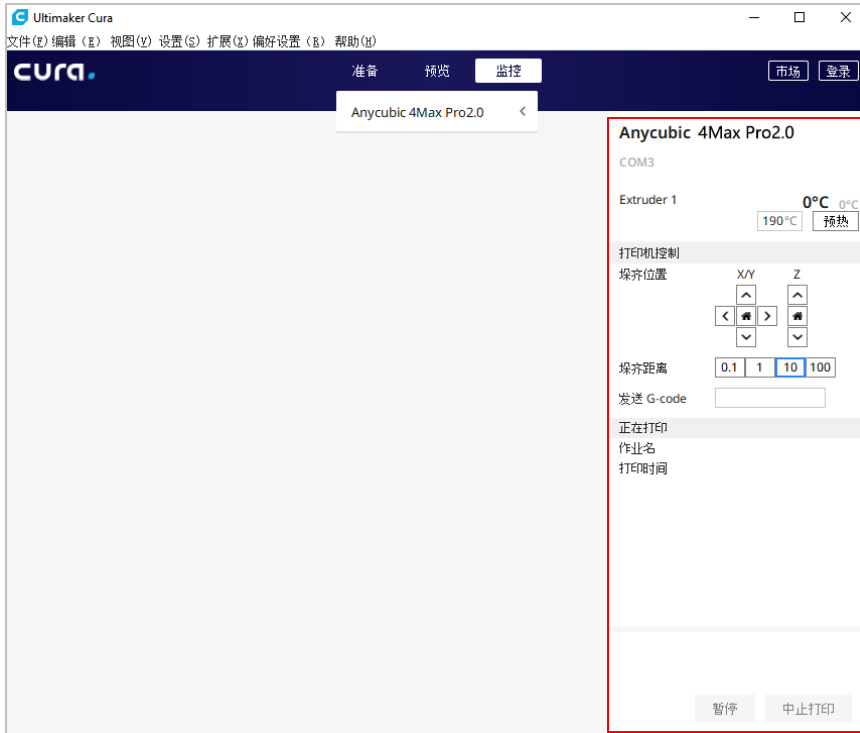 Ultimaker Cura
文件(F) 编辑 (E) 视图(V) 设置(S) 扩展(X) 偏好设置 (R) 帮助(H)
cura.
准备 预览 监控 市场 登录
Anycubic 4Max Pro2.0
Anycubic 4Max Pro2.0
COM3
Extruder 1 0°C 0°C
190°C 预热
打印机控制
垛齐位置 X/Y Z
垛齐距离 0.1 1 10 100
发送 G-code
正在打印
作业名
打印时间
暂停 中止打印